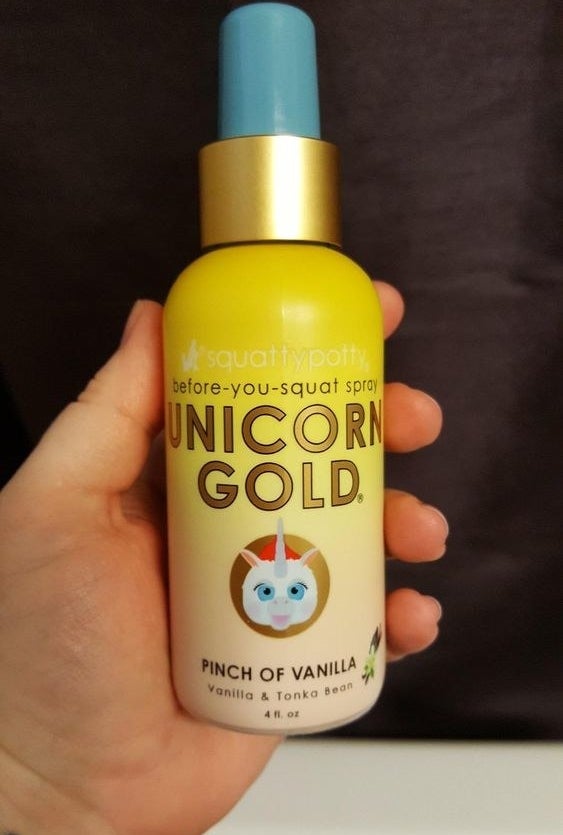 squattypotty®
before-you-squat spray
UNICORN
GOLD®
PINCH OF VANILLA
Vanilla & Tonka Bean
4 fl. oz